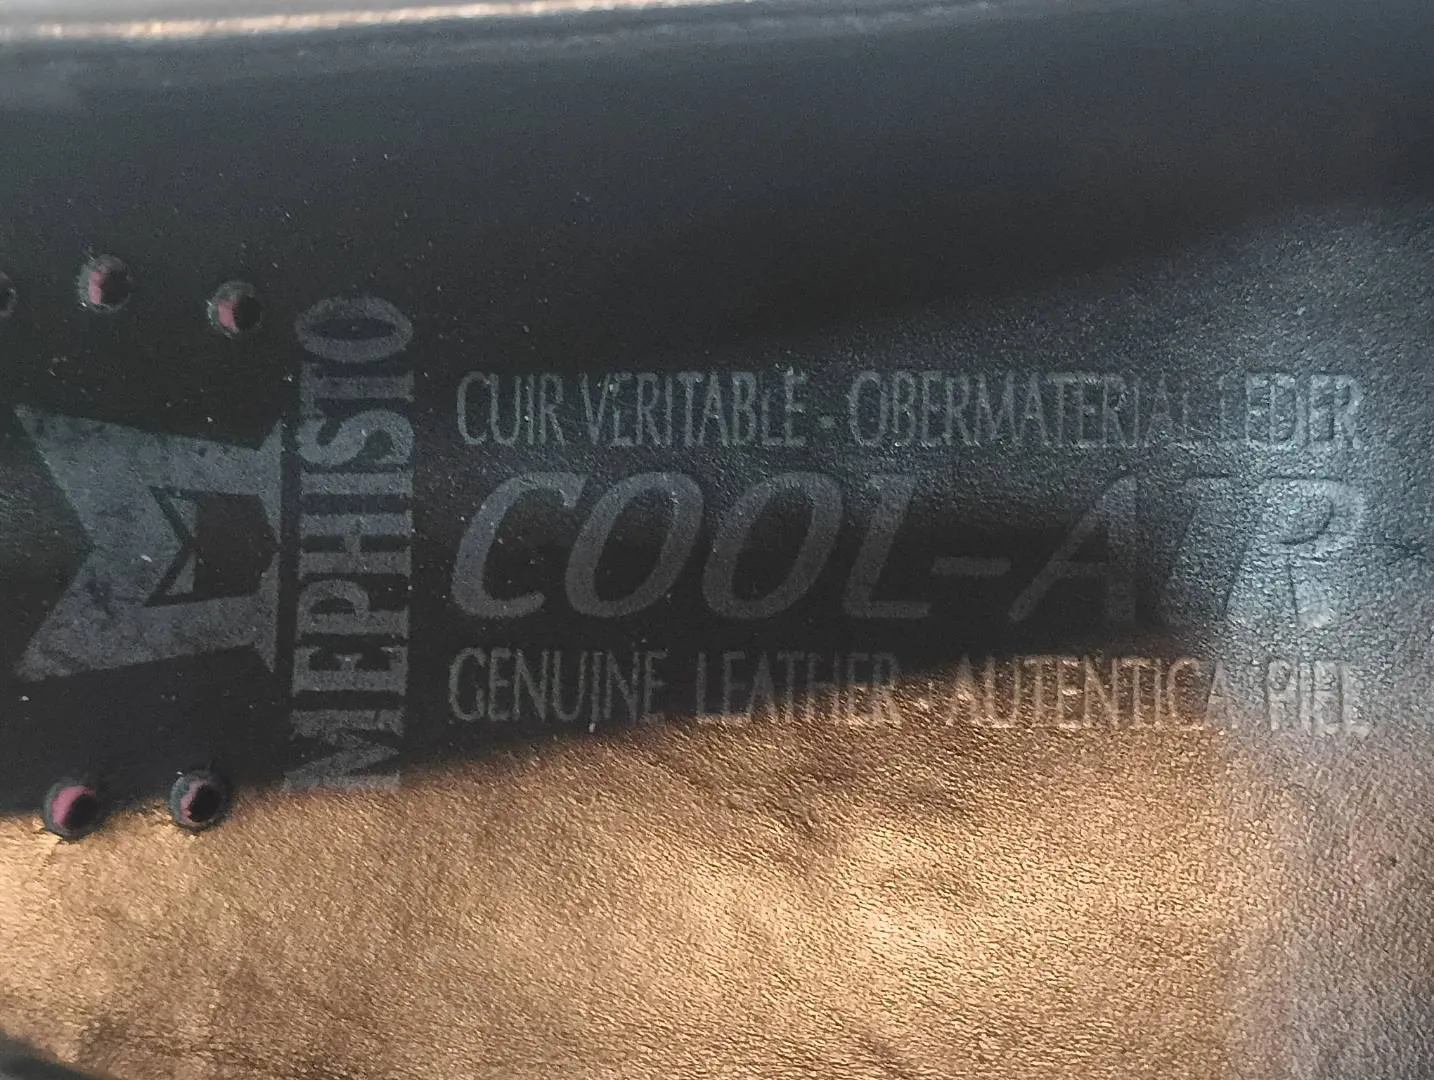 MEPHISTO
CUIR VERITABLE - OBERMATERIAL LEDER
COOL-AIR
GENUINE LEATHER - AUTENTICA PIEL